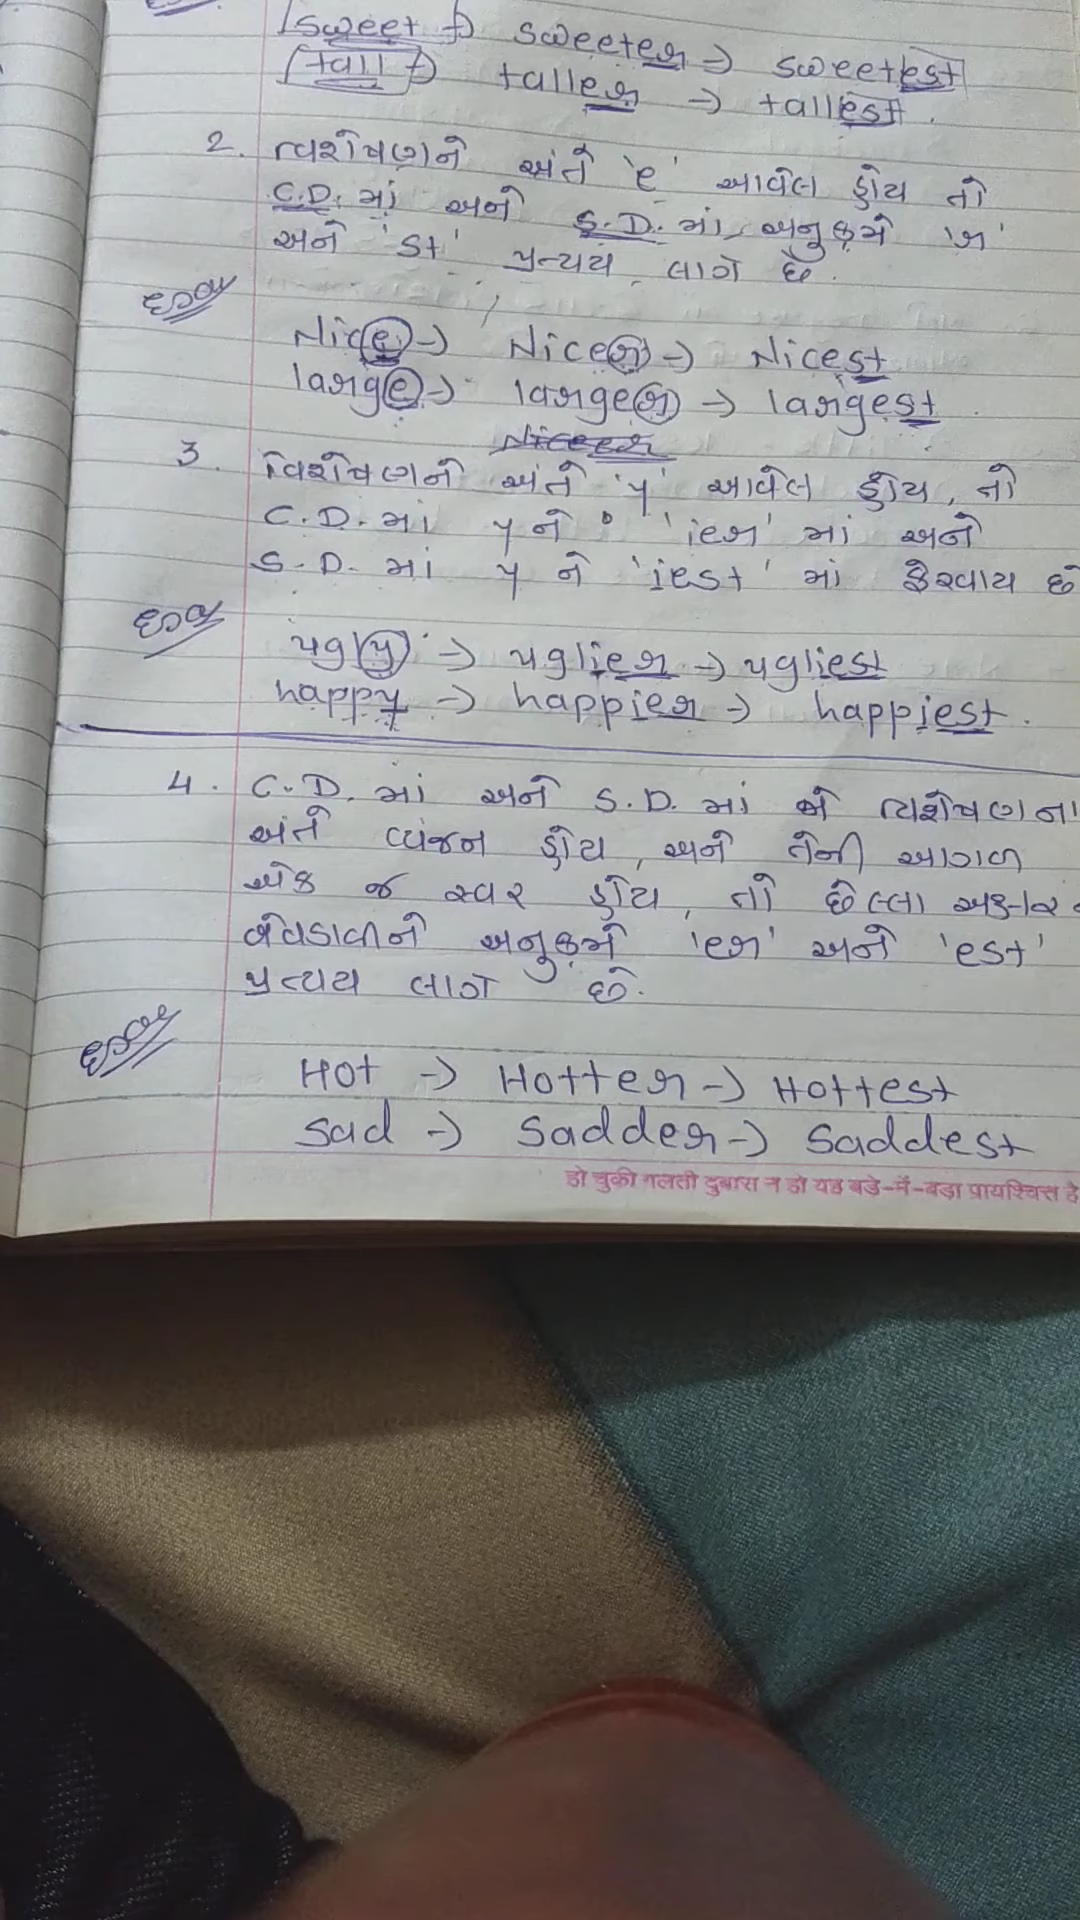 sweet → sweeter → sweetest
tall → taller → tallest.
2. વિશેષણને અંતે 'e' આવેલ હોય તો
C.D. માં અને S.D. માં, અનુક્રમે 'r'
અને 'st' પ્રત્યય લાગે છે.
Nice → Nicer → Nicest
large → larger → largest.
3. વિશેષણને અંતે 'y' આવેલ હોય, તો
C.D. માં y ને 'ier' માં અને
S.D. માં y ને 'iest' માં ફેરવાય છે
ugly → uglier → ugliest
happy → happier → happiest.
4. C.D. માં અને S.D. માં જો વિશેષણના
અંતે વ્યંજન હોય, અને તેની આગળ
એક જ સ્વર હોય, તો છેલ્લા અક્ષર
બેવડાવીને અનુક્રમે 'er' અને 'est'
પ્રત્યય લાગે છે.
Hot → Hotter → Hottest
Sad → Sadder → Saddest
हो चुकी गलती दुबारा न हो यह बड़े-में-बड़ा प्रायश्चित्त है